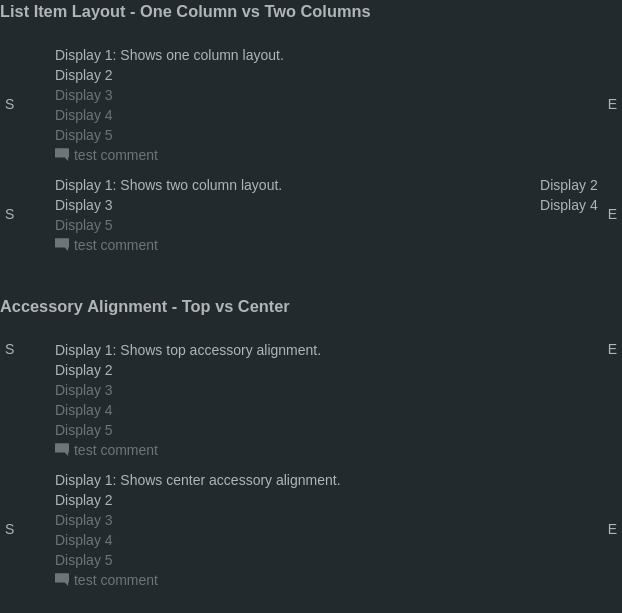 List Item Layout - One Column vs Two Columns
Display 1: Shows one column layout.
Display 2
Display 3
S E
Display 4
Display 5
test comment
Display 1: Shows two column layout. Display 2
Display 3 Display 4
S E
Display 5
test comment
Accessory Alignment - Top vs Center
S Display 1: Shows top accessory alignment. E
Display 2
Display 3
Display 4
Display 5
test comment
Display 1: Shows center accessory alignment.
Display 2
Display 3
S E
Display 4
Display 5
test comment